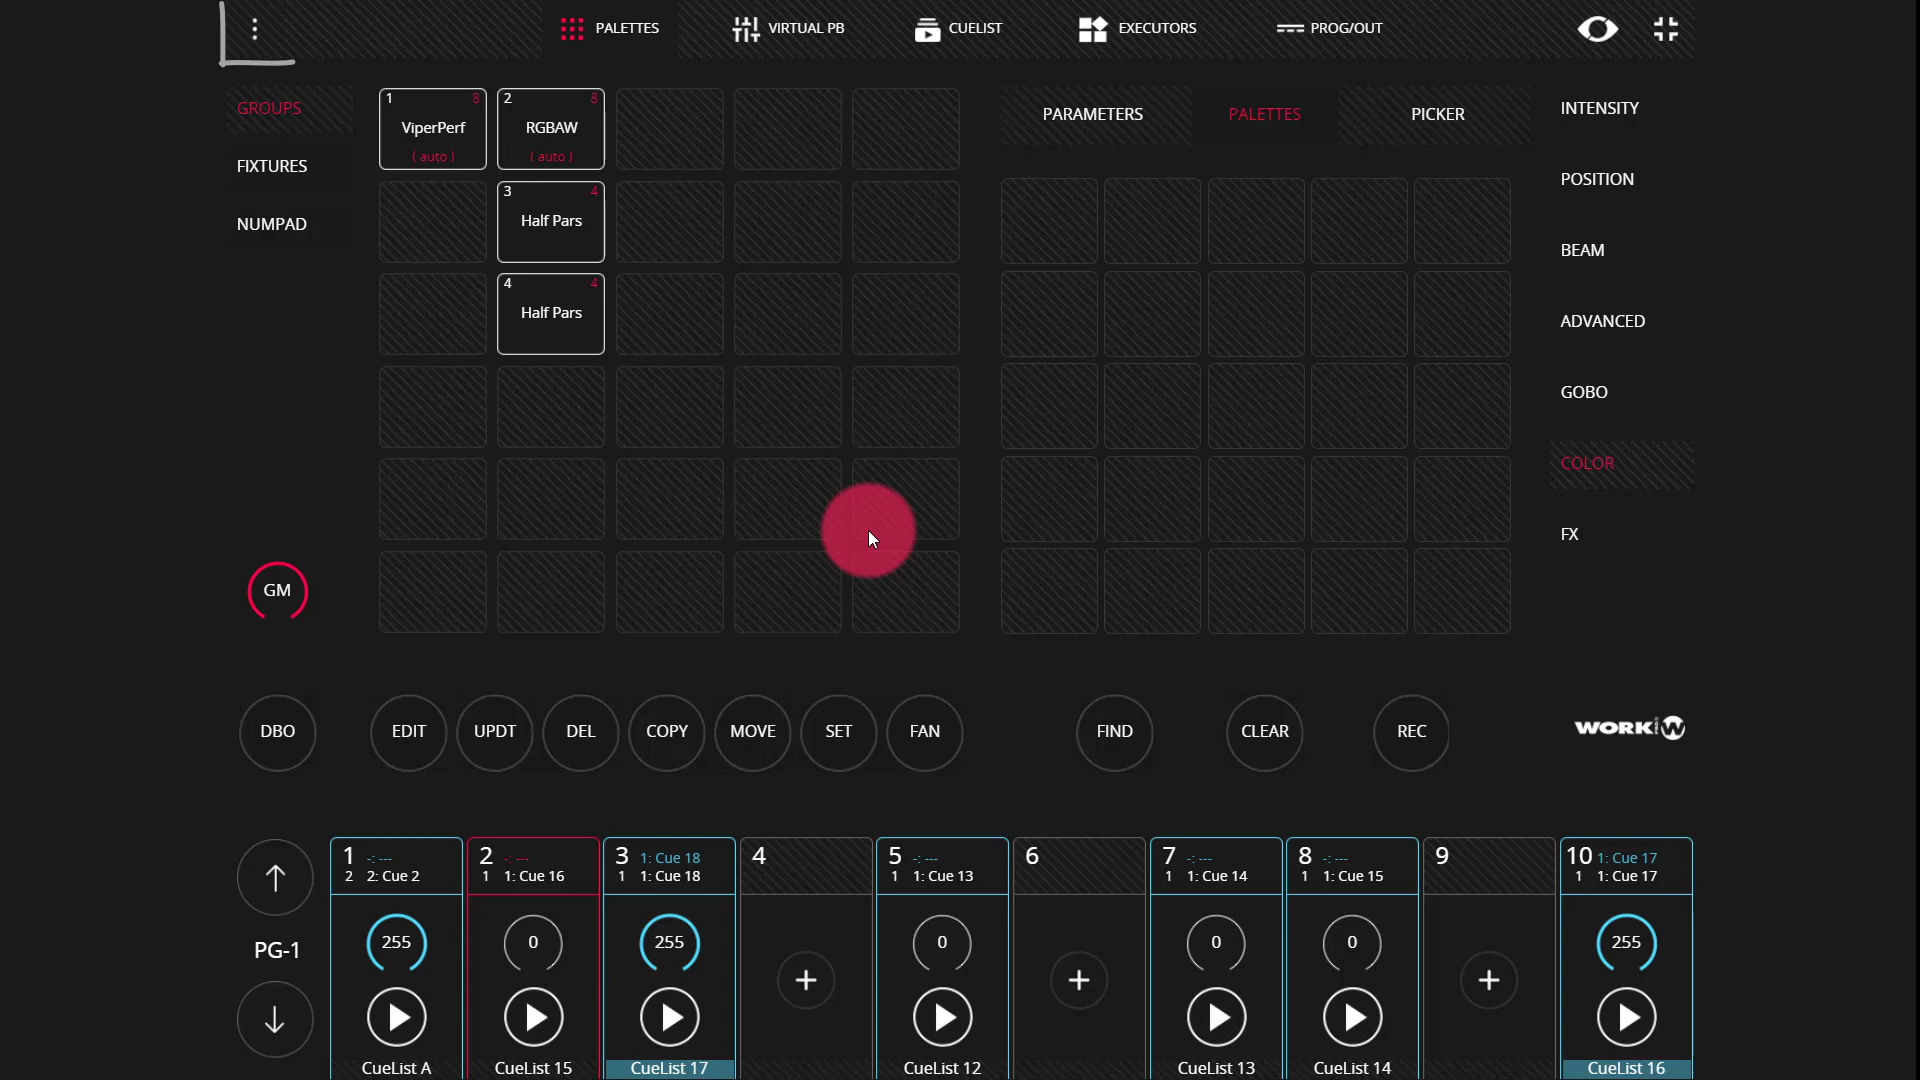 PALETTES
VIRTUAL PB
CUELIST
EXECUTORS
PROG/OUT
GROUPS
FIXTURES
NUMPAD
1 8
ViperPerf
( auto )
2 8
RGBAW
( auto )
3 4
Half Pars
4 4
Half Pars
PARAMETERS
PALETTES
PICKER
INTENSITY
POSITION
BEAM
ADVANCED
GOBO
COLOR
FX
GM
DBO
EDIT
UPDT
DEL
COPY
MOVE
SET
FAN
FIND
CLEAR
REC
WORK
PG-1
1 -: ---
2 2: Cue 2
255
CueList A
2 -: ---
1 1: Cue 16
0
CueList 15
3 1: Cue 18
1 1: Cue 18
255
CueList 17
4
5 -: ---
1 1: Cue 13
0
CueList 12
6
7 -: ---
1 1: Cue 14
0
CueList 13
8 -: ---
1 1: Cue 15
0
CueList 14
9
10 1: Cue 17
1 1: Cue 17
255
CueList 16